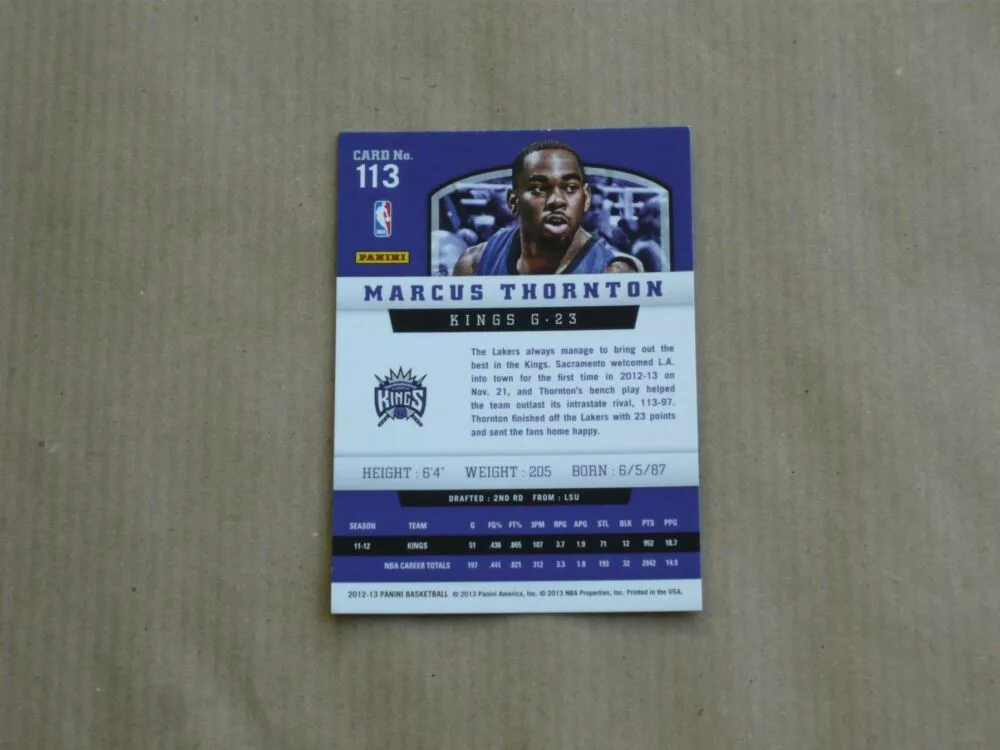 CARD No.
113
NBA
PANINI
MARCUS THORNTON
KINGS G·23
The Lakers always manage to bring out the
best in the Kings. Sacramento welcomed L.A.
into town for the first time in 2012-13 on
Nov. 21, and Thornton's bench play helped
the team outlast its intrastate rival, 113-97.
Thornton finished off the Lakers with 23 points
and sent the fans home happy.
KINGS
HEIGHT : 6'4" WEIGHT : 205 BORN : 6/5/87
DRAFTED : 2ND RD FROM : LSU
SEASON TEAM G FG% FT% 3PM RPG APG STL BLK PTS PPG
11-12 KINGS 51 .438 .865 107 3.7 1.9 71 12 952 18.7
NBA CAREER TOTALS 197 .441 .821 312 3.3 1.8 193 32 2942 14.9
2012-13 PANINI BASKETBALL © 2013 Panini America, Inc. © 2013 NBA Properties, Inc. Printed in the USA.